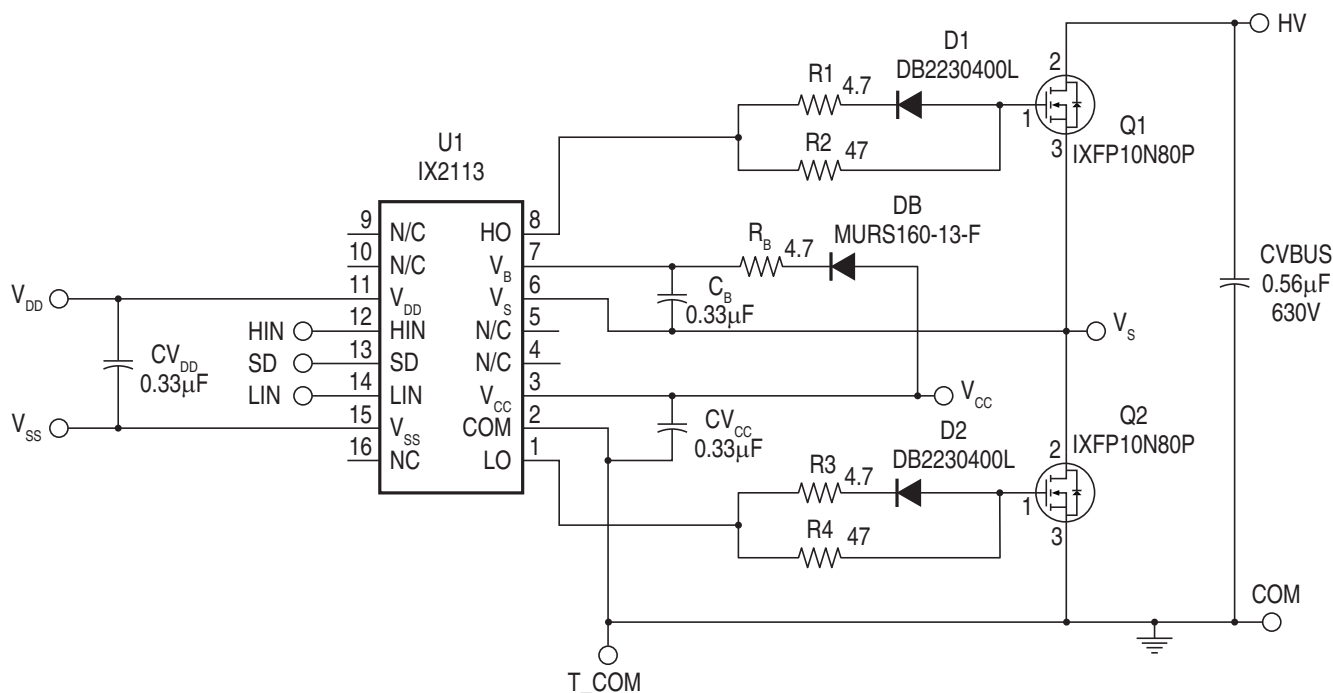 HV
D1
DB2230400L
R1
4.7
2
1
3
Q1
IXFP10N80P
R2
47
U1
IX2113
9
N/C
10
N/C
11
V_DD
12
HIN
13
SD
14
LIN
15
V_SS
16
NC
HO
8
V_B
7
V_S
6
N/C
5
N/C
4
V_CC
3
COM
2
LO
1
V_DD
V_SS
CV_DD
0.33µF
HIN
SD
LIN
DB
MURS160-13-F
R_B
4.7
C_B
0.33µF
CVBUS
0.56µF
630V
V_S
V_CC
CV_CC
0.33µF
D2
DB2230400L
R3
4.7
R4
47
Q2
IXFP10N80P
2
1
3
COM
T_COM